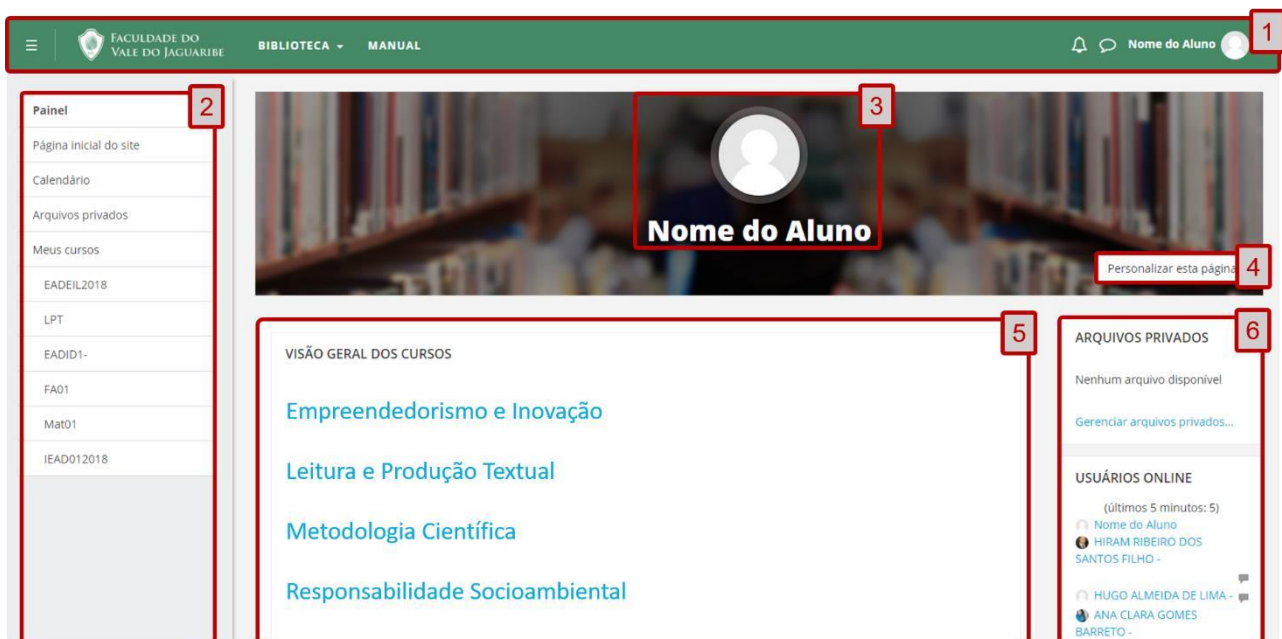 ☰ FACULDADE DO
VALE DO JAGUARIBE
BIBLIOTECA MANUAL
Nome do Aluno
1
2
Painel
Página inicial do site
Calendário
Arquivos privados
Meus cursos
EADEIL2018
LPT
EADID1-
FA01
Mat01
IEAD012018
3
Nome do Aluno
Personalizar esta página
4
5
VISÃO GERAL DOS CURSOS
Empreendedorismo e Inovação
Leitura e Produção Textual
Metodologia Científica
Responsabilidade Socioambiental
6
ARQUIVOS PRIVADOS
Nenhum arquivo disponível
Gerenciar arquivos privados...
USUÁRIOS ONLINE
(últimos 5 minutos: 5)
Nome do Aluno
HIRAM RIBEIRO DOS
SANTOS FILHO -
HUGO ALMEIDA DE LIMA -
ANA CLARA GOMES
BARRETO -